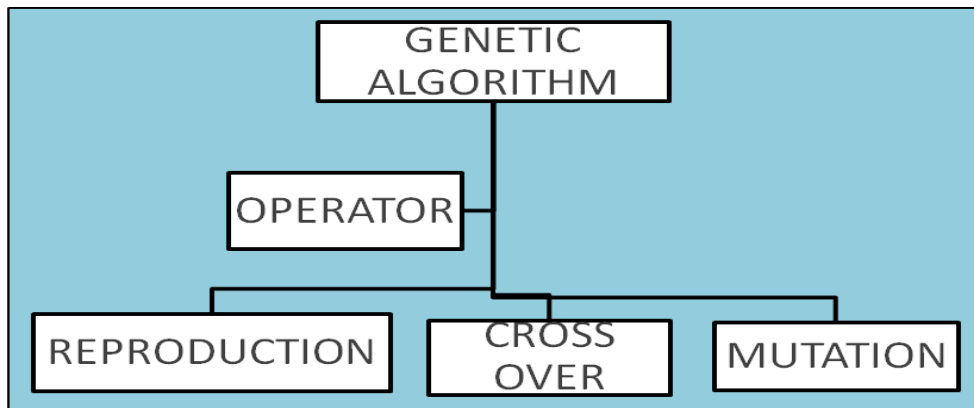 GENETIC
ALGORITHM
OPERATOR
REPRODUCTION
CROSS
OVER
MUTATION